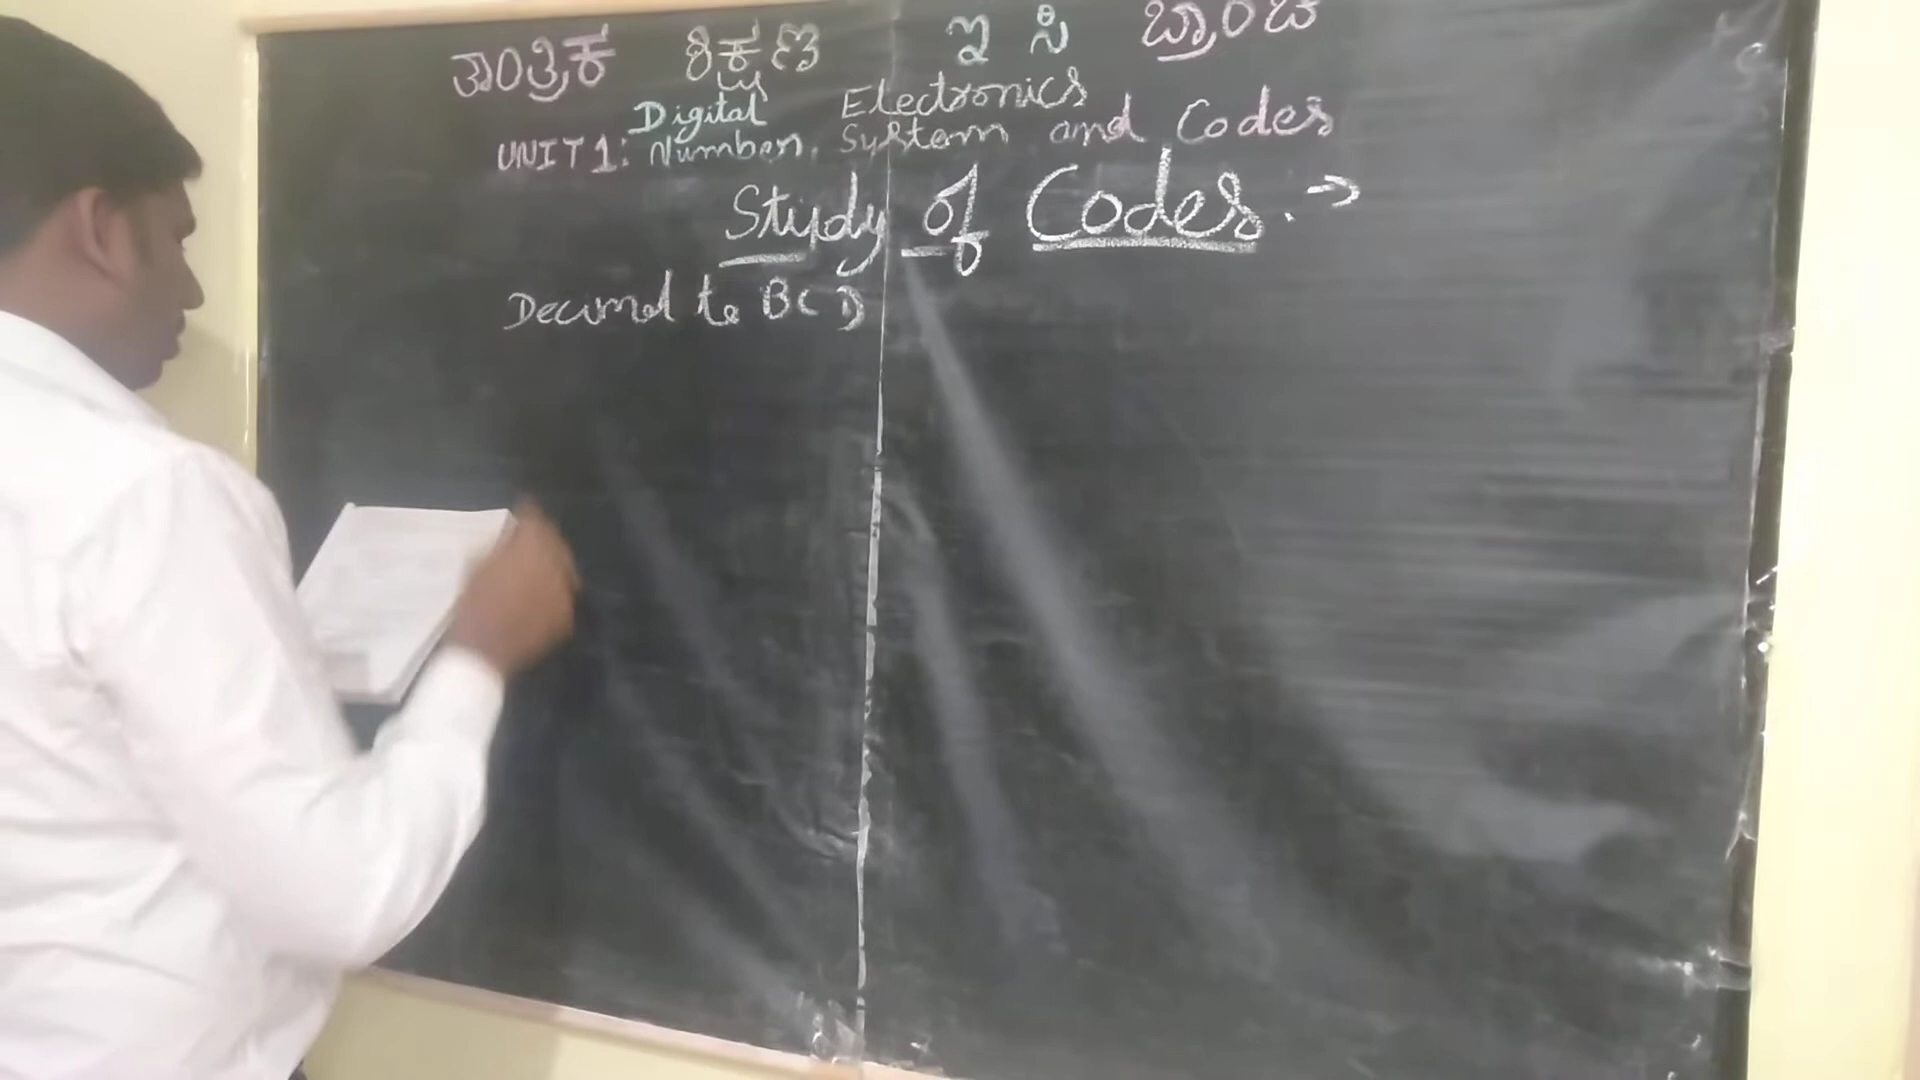 ತಾಂತ್ರಿಕ ಶಿಕ್ಷಣ ಇ ಸಿ ಬ್ರಾಂಚ
Digital Electronics
UNIT 1: Number System and Codes
Study of Codes. →
Decimal to BCD